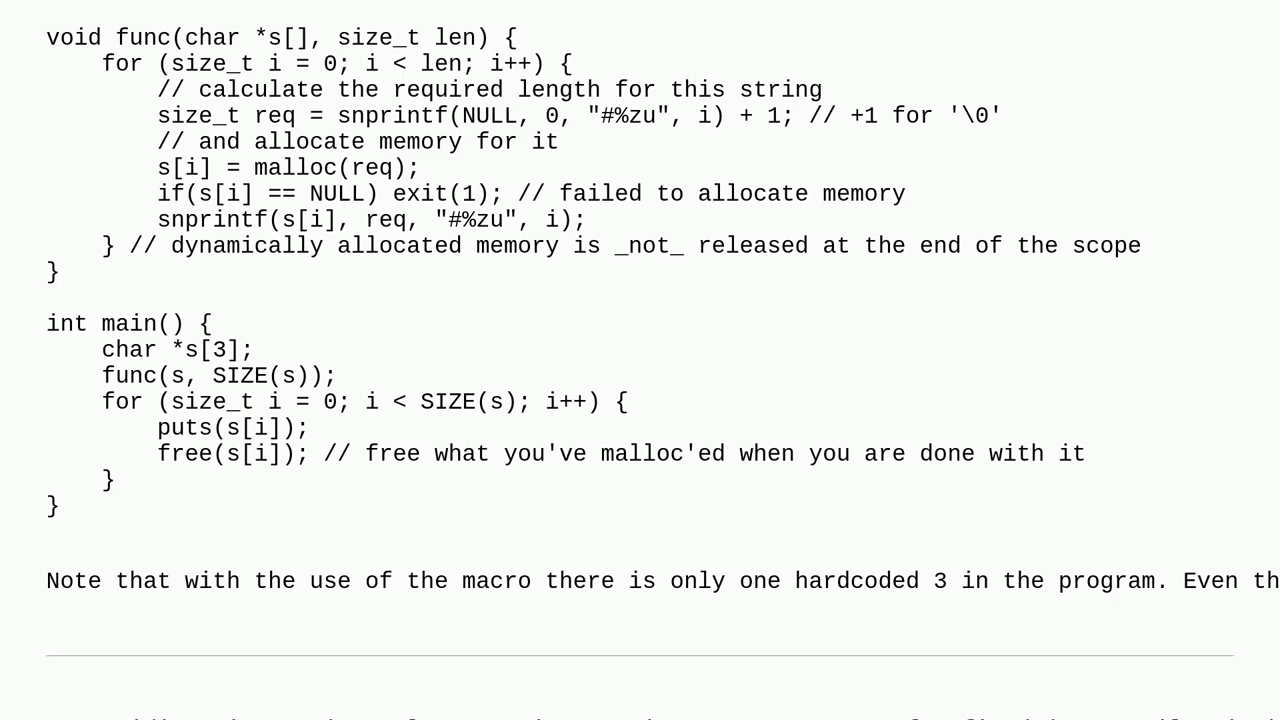 void func(char *s[], size_t len) {
    for (size_t i = 0; i < len; i++) {
        // calculate the required length for this string
        size_t req = snprintf(NULL, 0, "#%zu", i) + 1; // +1 for '\0'
        // and allocate memory for it
        s[i] = malloc(req);
        if(s[i] == NULL) exit(1); // failed to allocate memory
        snprintf(s[i], req, "#%zu", i);
    } // dynamically allocated memory is _not_ released at the end of the scope
}
int main() {
    char *s[3];
    func(s, SIZE(s));
    for (size_t i = 0; i < SIZE(s); i++) {
        puts(s[i]);
        free(s[i]); // free what you've malloc'ed when you are done with it
    }
}
Note that with the use of the macro there is only one hardcoded 3 in the program. Even